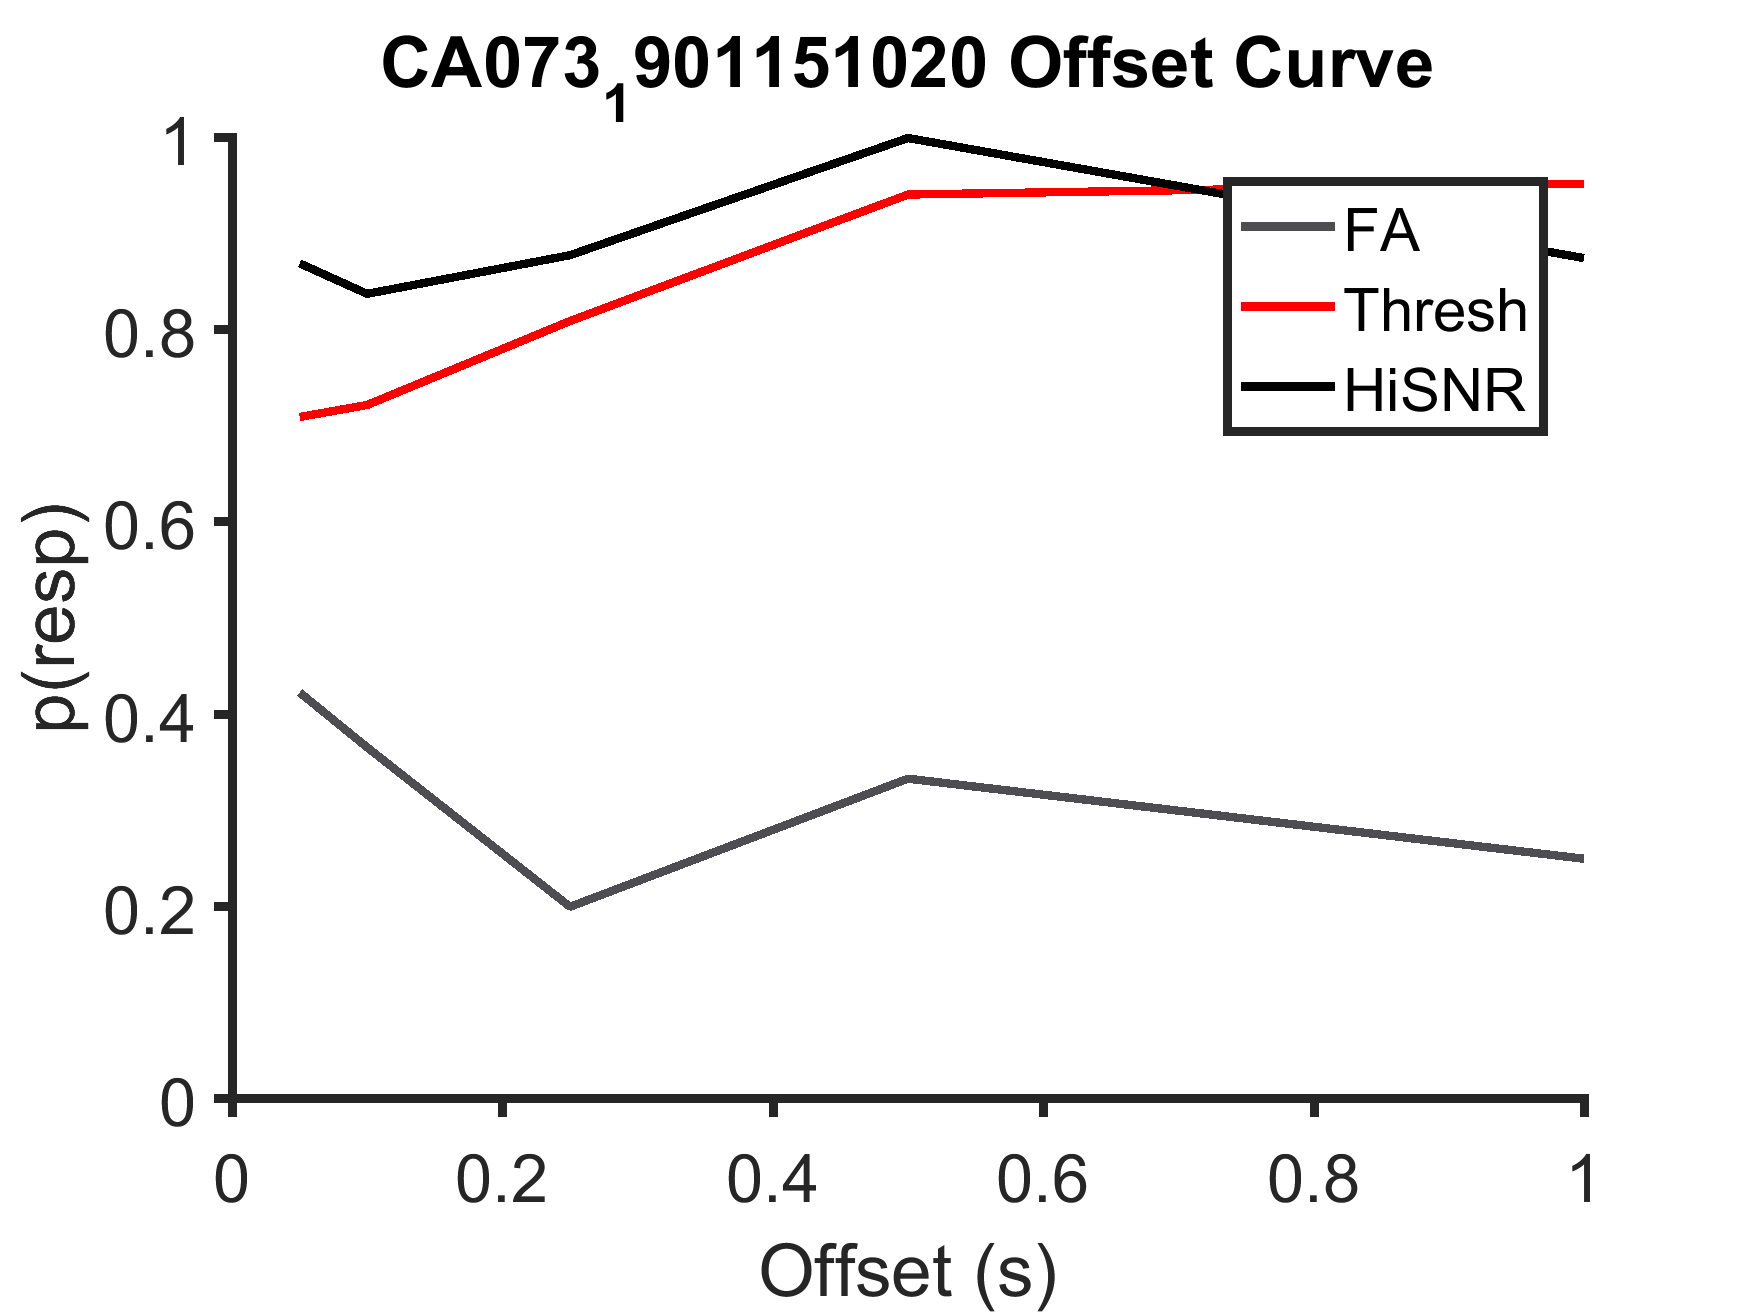 CA073₁901151020 Offset Curve
1
0.8
0.6
0.4
0.2
0
p(resp)
FA
Thresh
HiSNR
0 0.2 0.4 0.6 0.8 1
Offset (s)